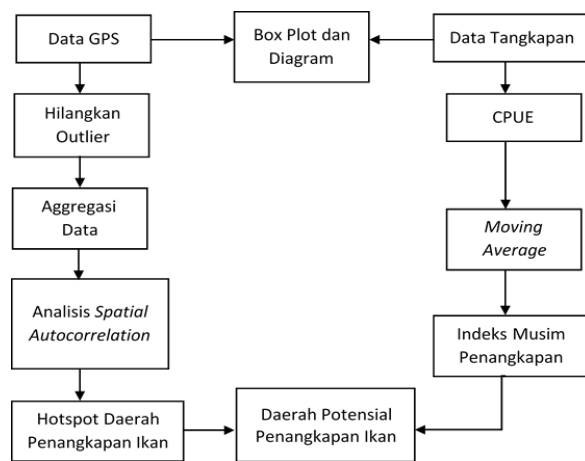 Data GPS
Box Plot dan
Diagram
Data Tangkapan
Hilangkan
Outlier
CPUE
Aggregasi
Data
Moving
Average
Analisis Spatial
Autocorrelation
Indeks Musim
Penangkapan
Hotspot Daerah
Penangkapan Ikan
Daerah Potensial
Penangkapan Ikan